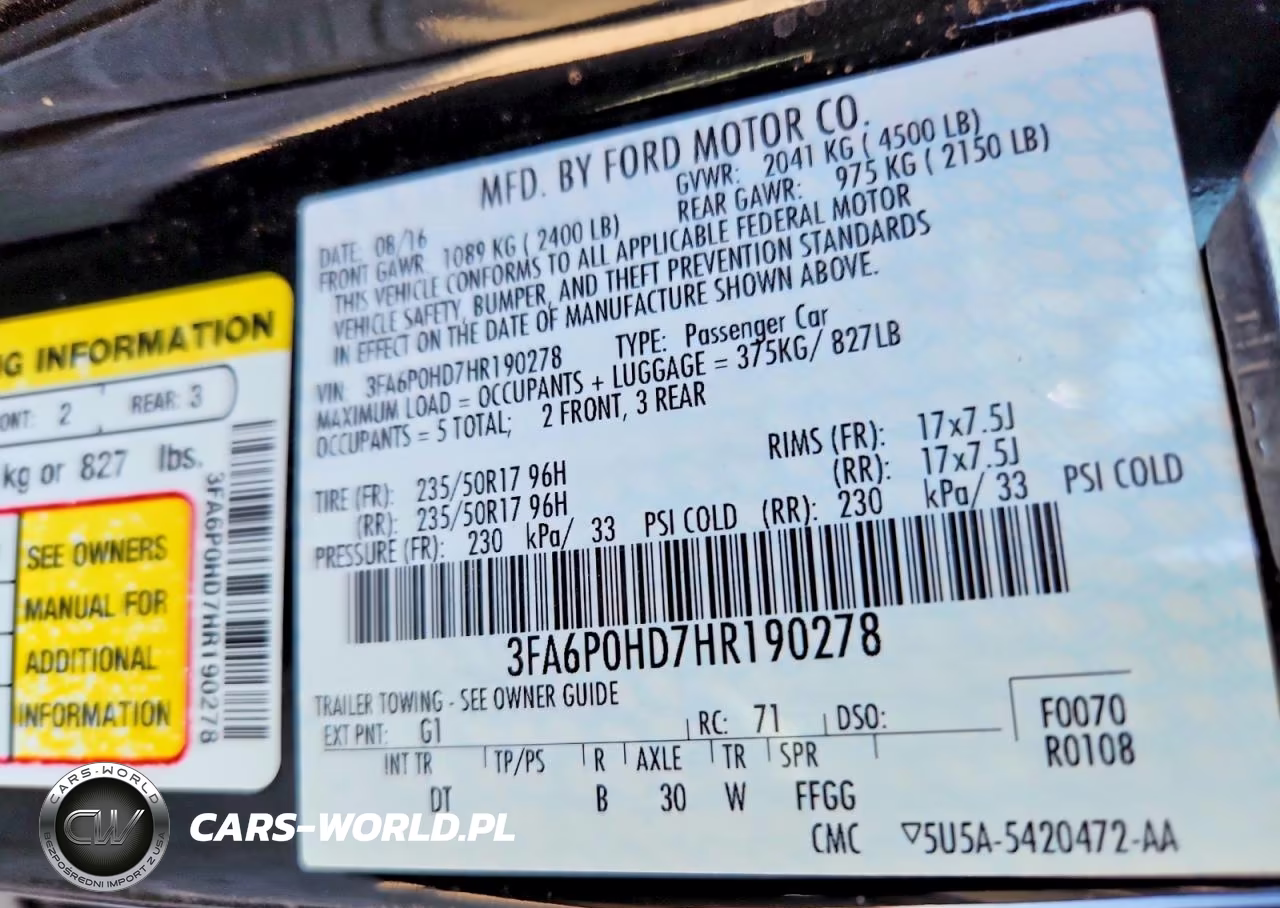 MFD. BY FORD MOTOR CO.
DATE: 08/16 GVWR: 2041 KG ( 4500 LB)
FRONT GAWR: 1089 KG ( 2400 LB) REAR GAWR: 975 KG ( 2150 LB)
THIS VEHICLE CONFORMS TO ALL APPLICABLE FEDERAL MOTOR
VEHICLE SAFETY, BUMPER, AND THEFT PREVENTION STANDARDS
IN EFFECT ON THE DATE OF MANUFACTURE SHOWN ABOVE.
VIN: 3FA6P0HD7HR190278 TYPE: Passenger Car
MAXIMUM LOAD = OCCUPANTS + LUGGAGE = 375KG/ 827LB
OCCUPANTS = 5 TOTAL; 2 FRONT, 3 REAR
TIRE (FR): 235/50R17 96H RIMS (FR): 17x7.5J
(RR): 235/50R17 96H (RR): 17x7.5J
PRESSURE (FR): 230 kPa/ 33 PSI COLD (RR): 230 kPa/ 33 PSI COLD
3FA6P0HD7HR190278
TRAILER TOWING - SEE OWNER GUIDE
EXT PNT: G1 RC: 71 DSO: F0070
R0108
INT TR TP/PS R AXLE TR SPR
DT B 30 W FFGG
CMC ▽5U5A-5420472-AA
G INFORMATION
ONT: 2 REAR: 3
kg or 827 lbs.
SEE OWNERS
MANUAL FOR
ADDITIONAL
INFORMATION
3FA6P0HD7HR190278
CARS-WORLD
CW
BEZPOŚREDNI IMPORT Z USA
CARS-WORLD.PL